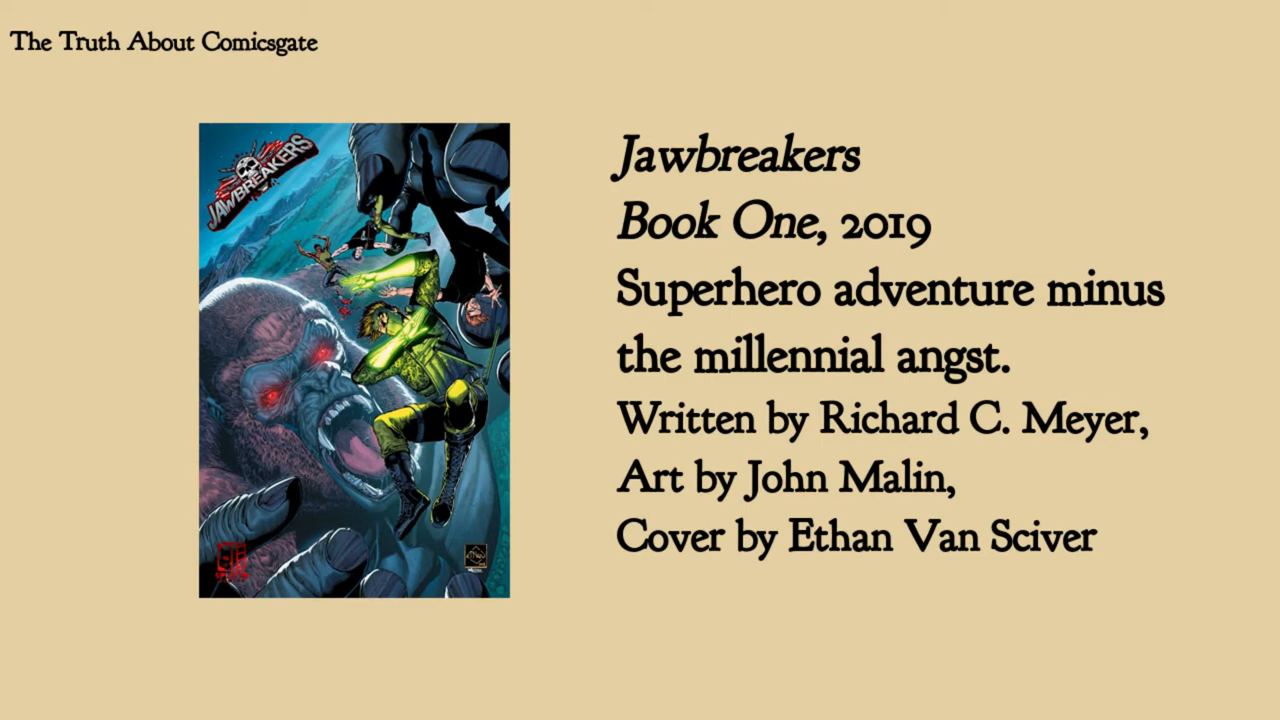 The Truth About Comicsgate
JAWBREAKERS
Jawbreakers
Book One, 2019
Superhero adventure minus
the millennial angst.
Written by Richard C. Meyer,
Art by John Malin,
Cover by Ethan Van Sciver